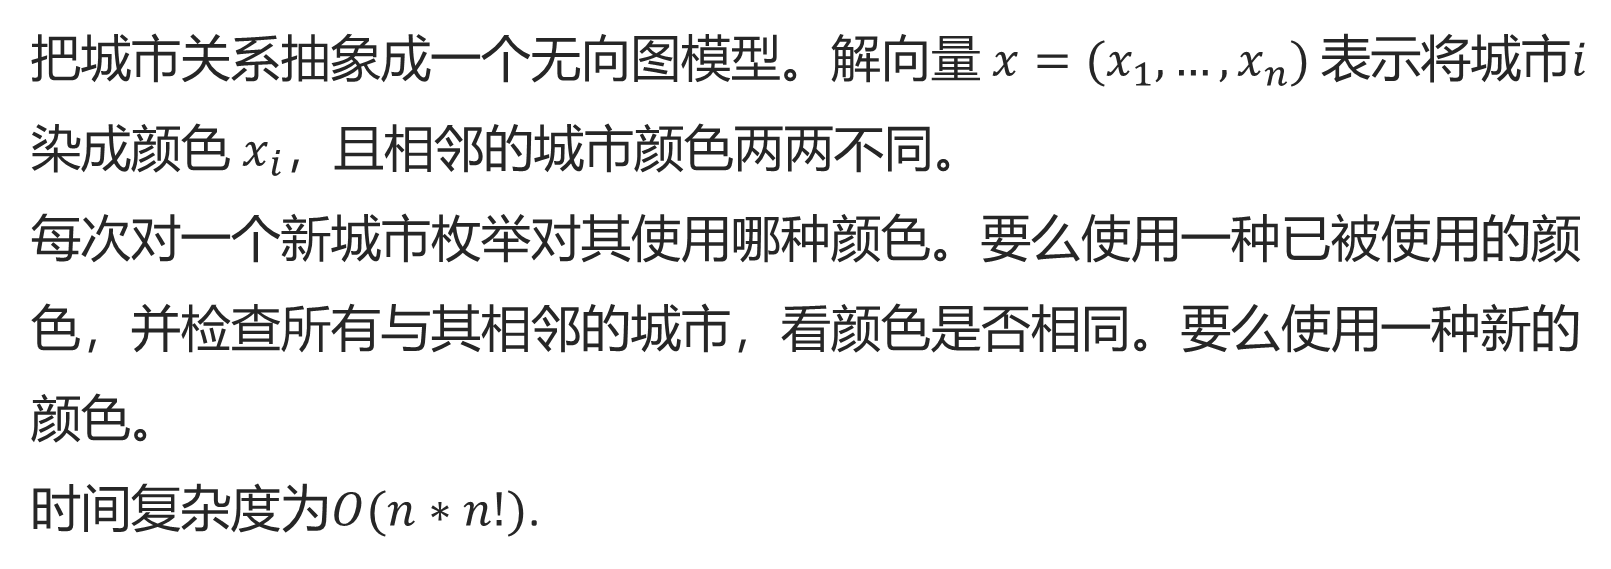 把城市关系抽象成一个无向图模型。解向量 x = (x₁, … , xₙ) 表示将城市i
染成颜色 xᵢ，且相邻的城市颜色两两不同。
每次对一个新城市枚举对其使用哪种颜色。要么使用一种已被使用的颜
色，并检查所有与其相邻的城市，看颜色是否相同。要么使用一种新的
颜色。
时间复杂度为O(n ∗ n!).